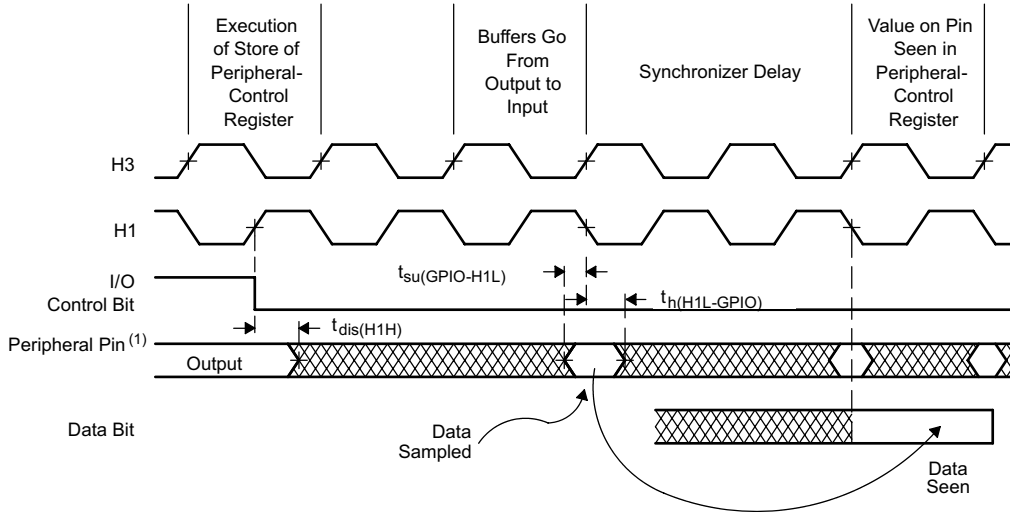 Execution
of Store of
Peripheral-
Control
Register
Buffers Go
From
Output to
Input
Synchronizer Delay
Value on Pin
Seen in
Peripheral-
Control
Register
H3
H1
I/O
Control Bit
tsu(GPIO-H1L)
th(H1L-GPIO)
tdis(H1H)
Peripheral Pin(1)
Output
Data Bit
Data
Sampled
Data
Seen